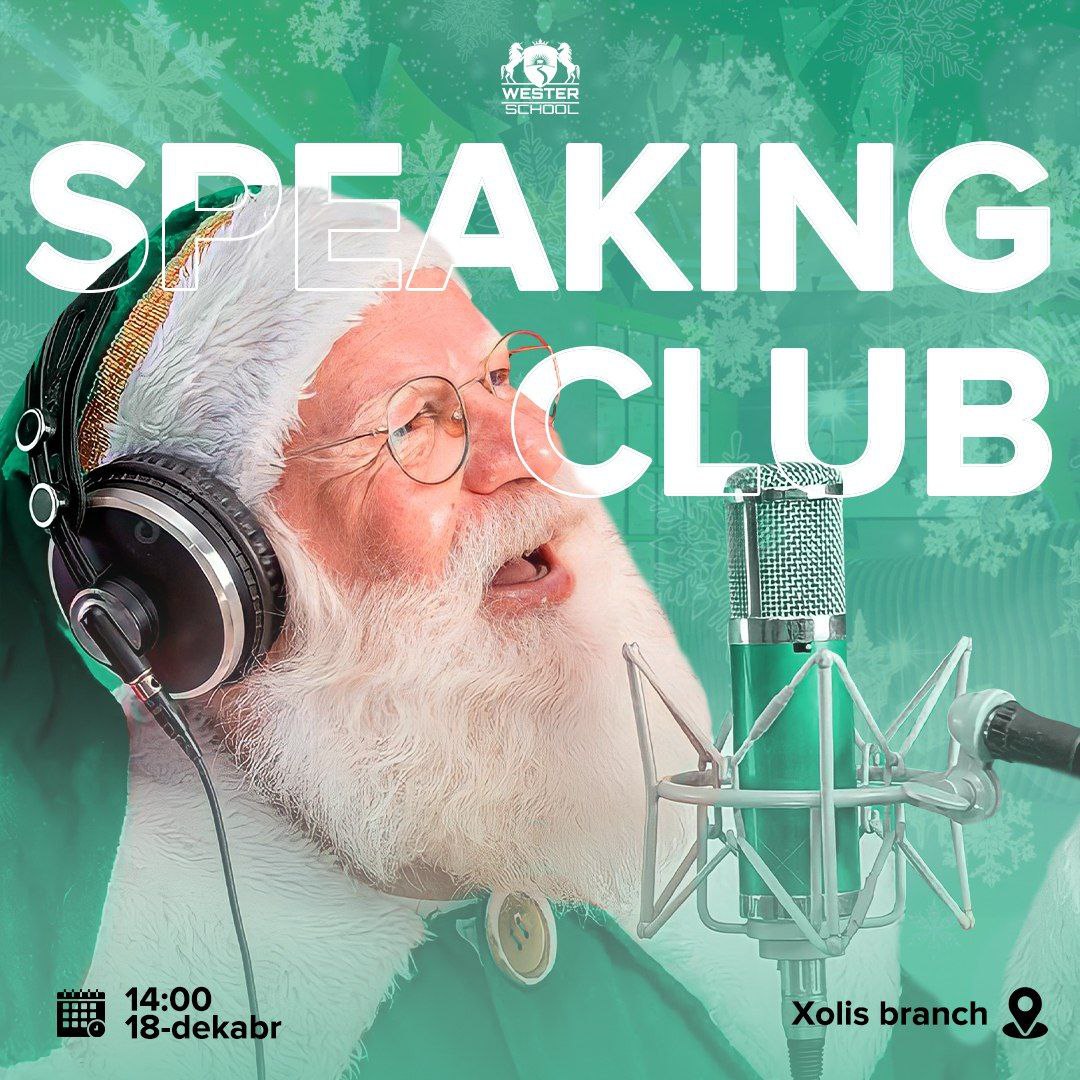 WESTER
SCHOOL
SPEAKING
CLUB
14:00
18-dekabr
Xolis branch